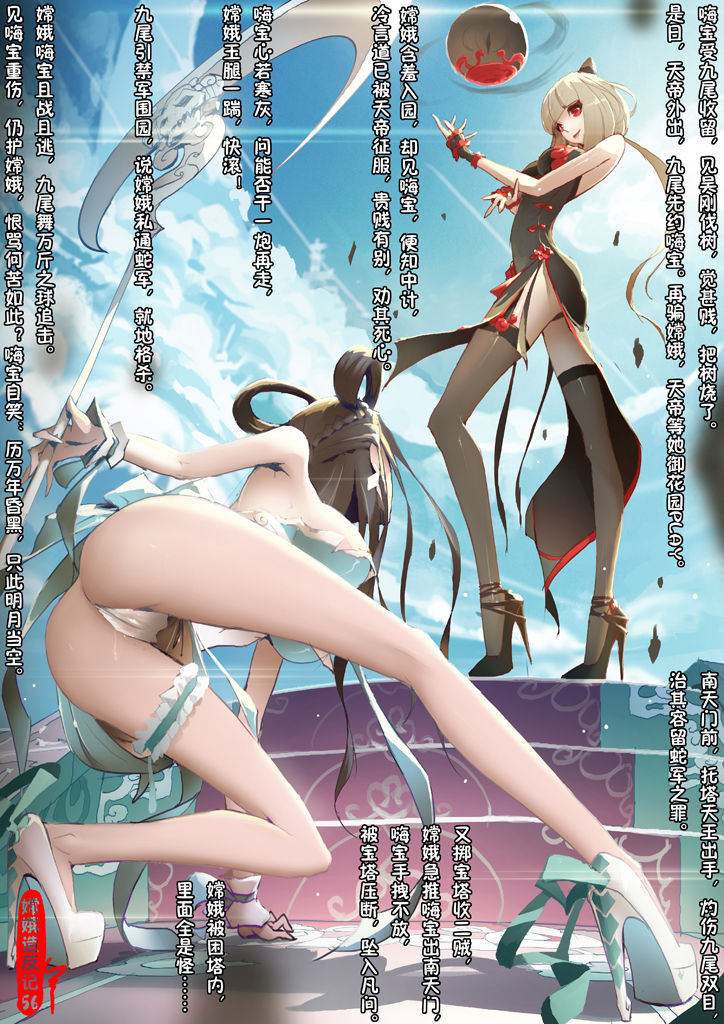 嗨宝受九尾收留，见吴刚伐树，觉甚贱，把树烧了。
是日，天帝外出，九尾先约嗨宝。再骗嫦娥，天帝等她御花园PLAY。
嫦娥含羞入园，却见嗨宝，便知中计，
冷言道已被天帝征服，贵贱有别，劝其死心。
嗨宝心若寒灰，问能否干一炮再走，
嫦娥玉腿一踹，快滚！
九尾引禁军围园，说嫦娥私通蛇军，就地格杀。
嫦娥嗨宝且战且逃，九尾舞万斤之球追击。
见嗨宝重伤，仍护嫦娥，恨骂何苦如此？嗨宝自笑：历万年昏黑，只此明月当空。
南天门前，托塔天王出手，灼伤九尾双目，
治其容留蛇军之罪。
又掷宝塔收二贼，
嫦娥急推嗨宝出南天门，
嗨宝手拽不放，
被宝塔压断，坠入凡间。
嫦娥被困塔内，
里面全是怪……
嫦娥造反记
56